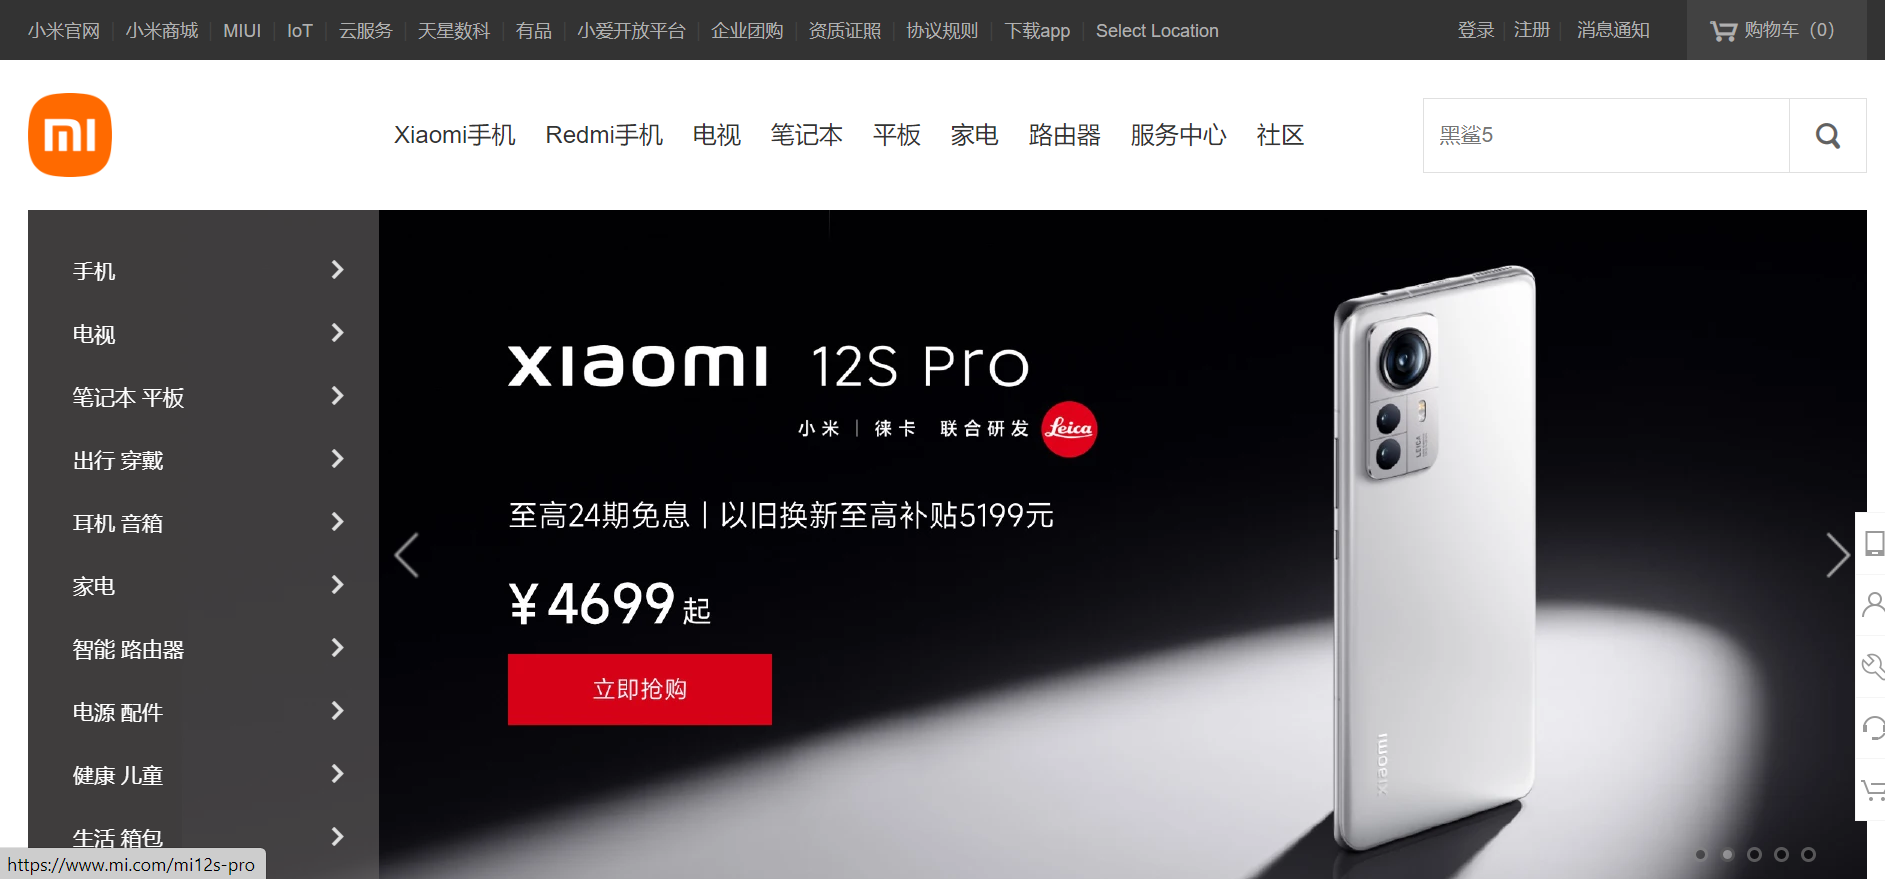 小米官网 小米商城 MIUI IoT 云服务 天星数科 有品 小爱开放平台 企业团购 资质证照 协议规则 下载app Select Location 登录 注册 消息通知 购物车（0）
mi
Xiaomi手机 Redmi手机 电视 笔记本 平板 家电 路由器 服务中心 社区 黑鲨5
手机
电视
笔记本 平板
出行 穿戴
耳机 音箱
家电
智能 路由器
电源 配件
健康 儿童
生活 箱包
xiaomi 12S Pro
小米 | 徕卡 联合研发 Leica
至高24期免息 | 以旧换新至高补贴5199元
¥4699起
立即抢购
LEICA
xiaomi
https://www.mi.com/mi12s-pro